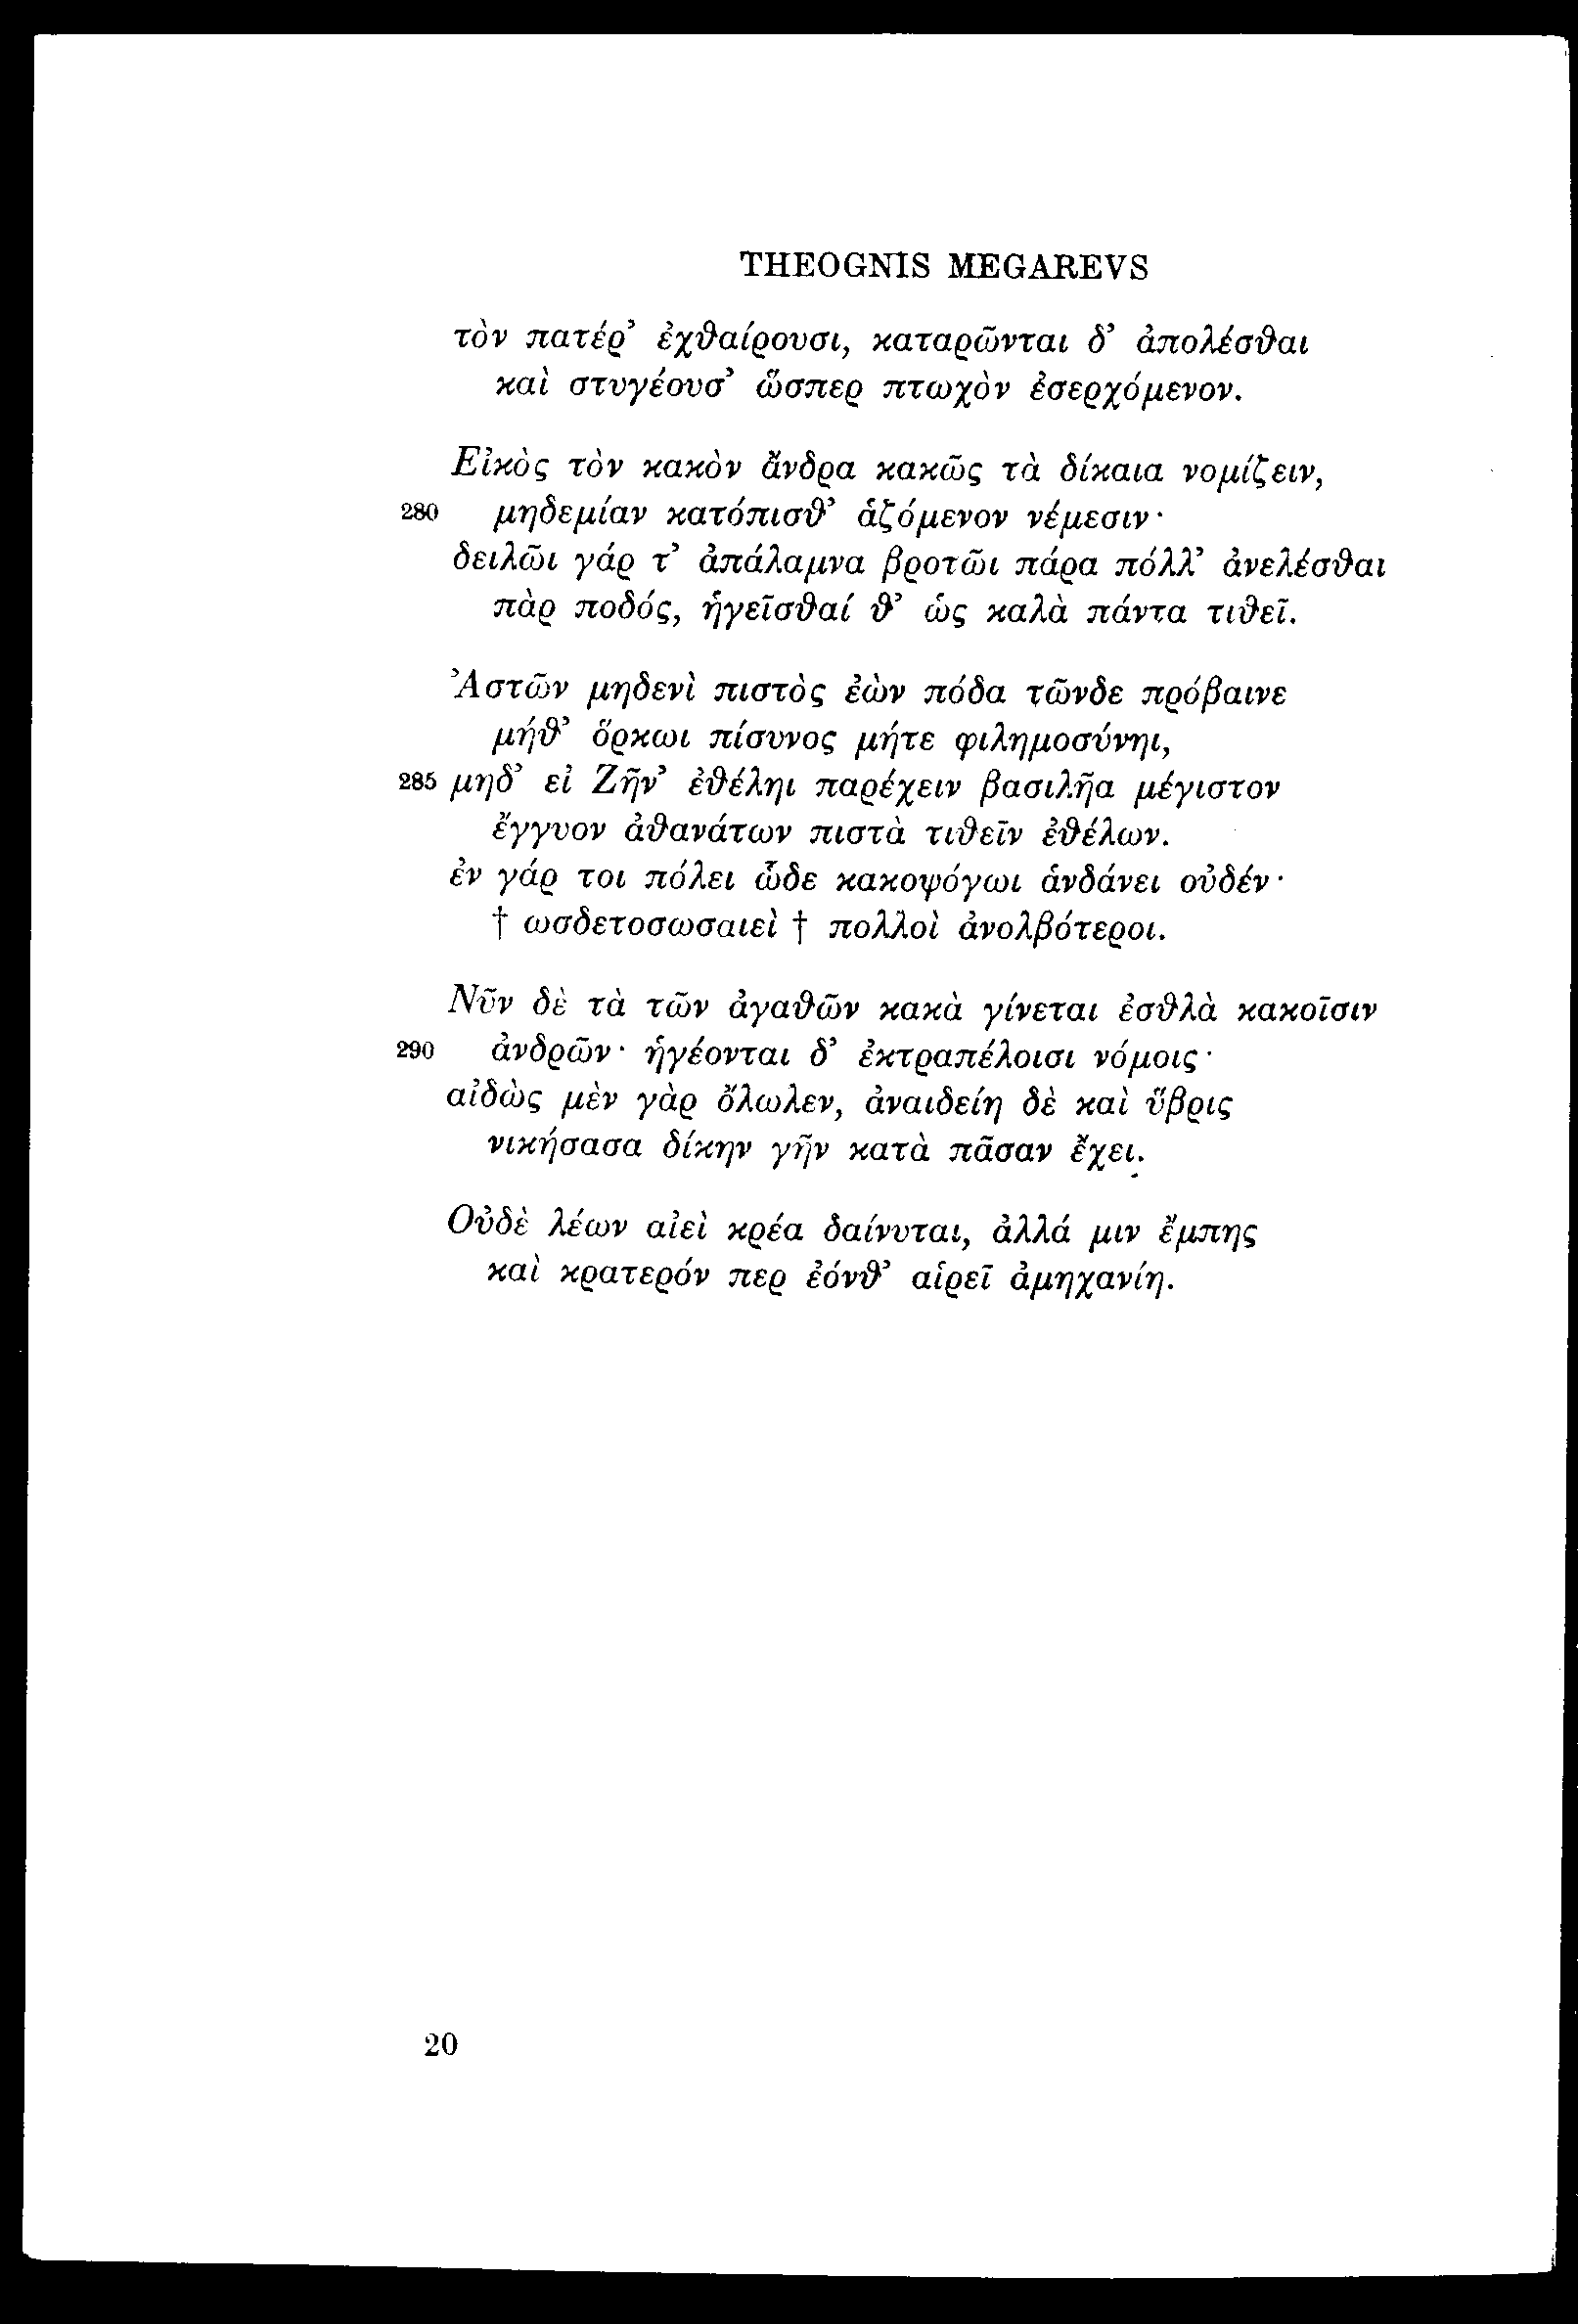 THEOGNIS MEGAREVS
τὸν πατέρ’ ἐχθαίρουσι, καταρῶνται δ’ ἀπολέσθαι
καὶ στυγέουσ’ ὥσπερ πτωχὸν ἐσερχόμενον.
Εἰκὸς τὸν κακὸν ἄνδρα κακῶς τὰ δίκαια νομίζειν,
280 μηδεμίαν κατόπισθ’ ἁζόμενον νέμεσιν·
δειλῶι γάρ τ’ ἀπάλαμνα βροτῶι πάρα πόλλ’ ἀνελέσθαι
πὰρ ποδός, ἡγεῖσθαί θ’ ὡς καλὰ πάντα τιθεῖ.
Ἀστῶν μηδενὶ πιστὸς ἐὼν πόδα τῶνδε πρόβαινε
μήθ’ ὅρκωι πίσυνος μήτε φιλημοσύνηι,
285 μηδ’ εἰ Ζῆν’ ἐθέληι παρέχειν βασιλῆα μέγιστον
ἔγγυον ἀθανάτων πιστὰ τιθεῖν ἐθέλων.
ἐν γάρ τοι πόλει ὧδε κακοψόγωι ἁνδάνει οὐδέν·
† ωσδετοσωσαιεὶ † πολλοὶ ἀνολβότεροι.
Νῦν δὲ τὰ τῶν ἀγαθῶν κακὰ γίνεται ἐσθλὰ κακοῖσιν
290 ἀνδρῶν· ἡγέονται δ’ ἐκτραπέλοισι νόμοις·
αἰδὼς μὲν γὰρ ὄλωλεν, ἀναιδείη δὲ καὶ ὕβρις
νικήσασα δίκην γῆν κατὰ πᾶσαν ἔχει.
Οὐδὲ λέων αἰεὶ κρέα δαίνυται, ἀλλά μιν ἔμπης
καὶ κρατερόν περ ἐόνθ’ αἱρεῖ ἀμηχανίη.
20